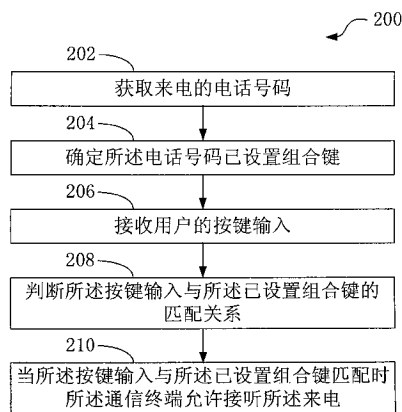 200
202
获取来电的电话号码
204
确定所述电话号码已设置组合键
206
接收用户的按键输入
208
判断所述按键输入与所述已设置组合键的
匹配关系
210
当所述按键输入与所述已设置组合键匹配时
所述通信终端允许接听所述来电